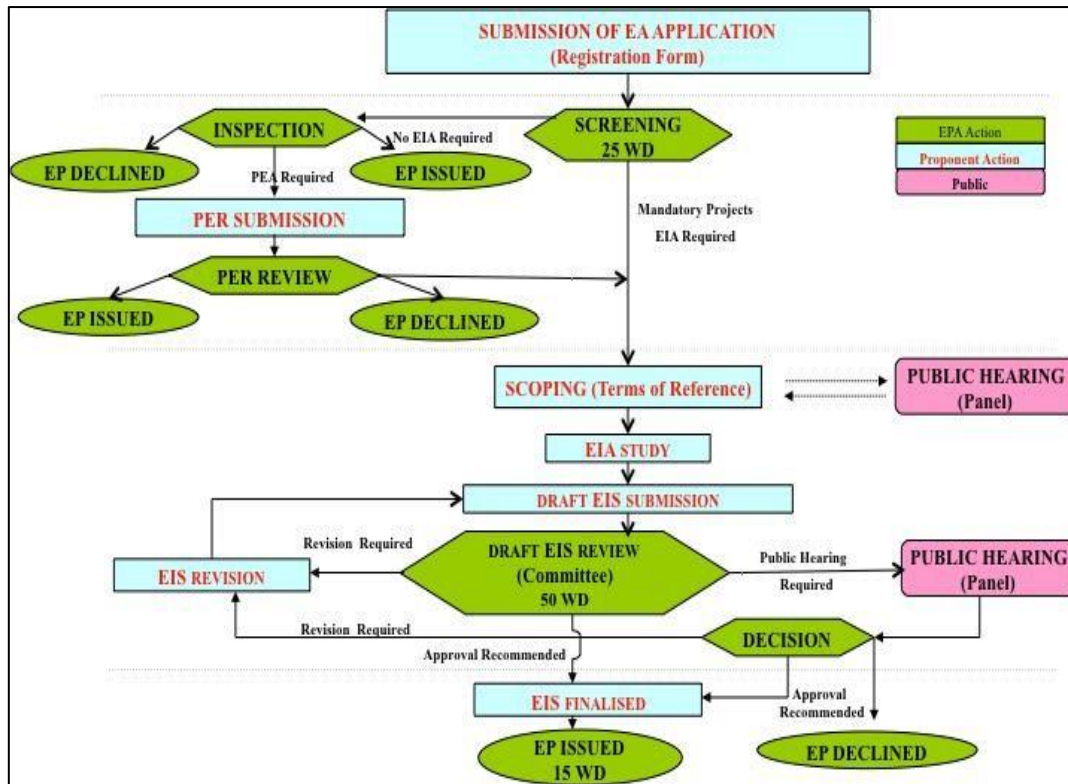 SUBMISSION OF EA APPLICATION
(Registration Form)
INSPECTION
No EIA Required
SCREENING
25 WD
EPA Action
Proponent Action
Public
EP DECLINED
EP ISSUED
PEA Required
PER SUBMISSION
Mandatory Projects
EIA Required
PER REVIEW
EP ISSUED
EP DECLINED
SCOPING (Terms of Reference)
PUBLIC HEARING
(Panel)
EIA STUDY
DRAFT EIS SUBMISSION
Revision Required
DRAFT EIS REVIEW
(Committee)
50 WD
Public Hearing
Required
PUBLIC HEARING
(Panel)
EIS REVISION
Revision Required
DECISION
Approval Recommended
EIS FINALISED
Approval
Recommended
EP ISSUED
15 WD
EP DECLINED